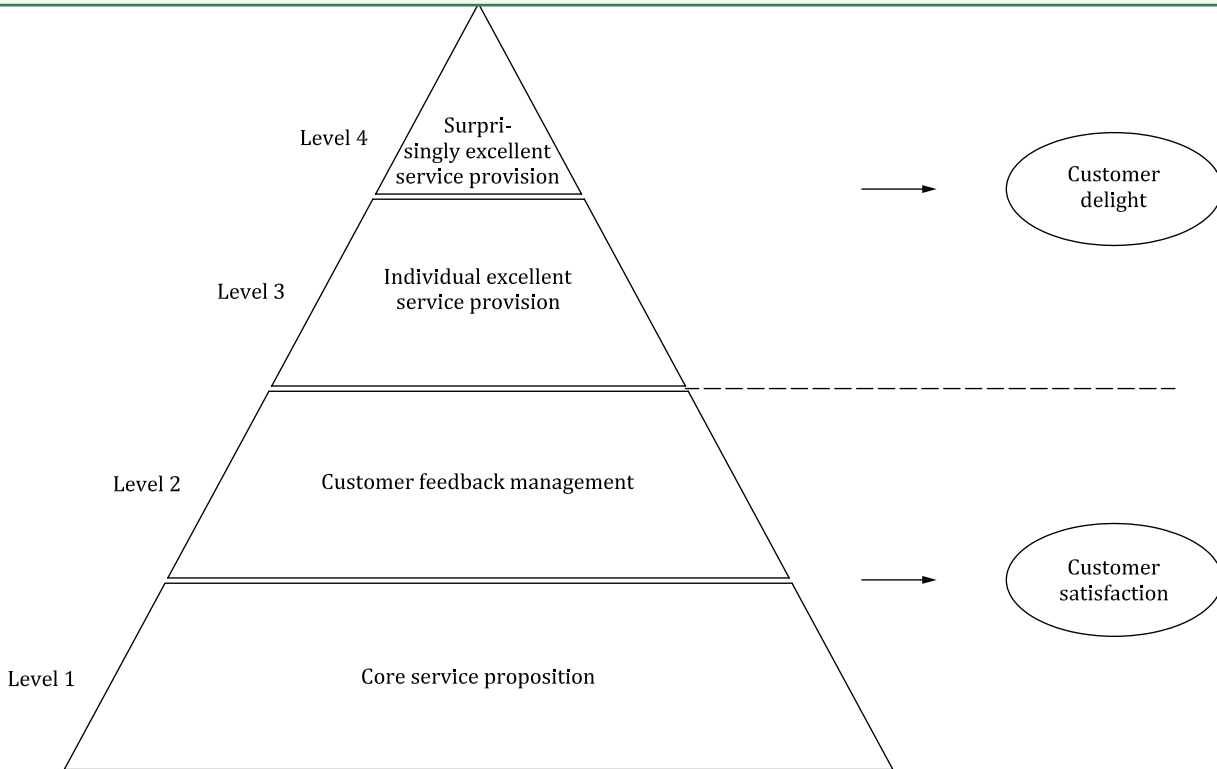 Level 4
Surpri-
singly excellent
service provision
Customer
delight
Level 3
Individual excellent
service provision
Level 2
Customer feedback management
Customer
satisfaction
Level 1
Core service proposition